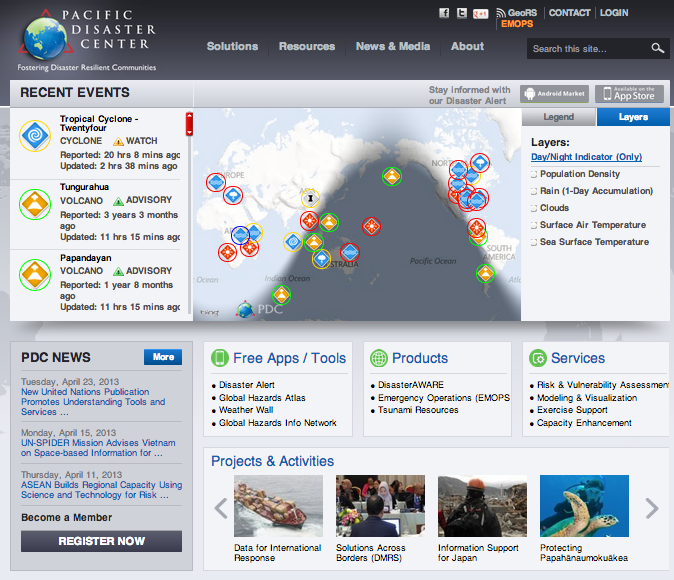 PACIFIC
DISASTER
CENTER
Fostering Disaster Resilient Communities
GeoRS
CONTACT
LOGIN
EMOPS
Solutions
Resources
News & Media
About
Search this site...
RECENT EVENTS
Stay informed with
our Disaster Alert
Android Market
Available on the
App Store
Tropical Cyclone -
Twentyfour
CYCLONE WATCH
Reported: 20 hrs 8 mins ago
Updated: 2 hrs 38 mins ago
Tungurahua
VOLCANO ADVISORY
Reported: 3 years 3 months
ago
Updated: 11 hrs 15 mins ago
Papandayan
VOLCANO ADVISORY
Reported: 1 year 8 months
ago
Updated: 11 hrs 15 mins ago
EUROPE
SOUTH
AMERICA
Ocean
Indian Ocean
Pacific Ocean
PDC
Legend
Layers
Layers:
Day/Night Indicator (Only)
Population Density
Rain (1-Day Accumulation)
Clouds
Surface Air Temperature
Sea Surface Temperature
PDC NEWS
More
Tuesday, April 23, 2013
New United Nations Publication
Promotes Understanding Tools and
Services ...
Monday, April 15, 2013
UN-SPIDER Mission Advises Vietnam
on Space-based Information for ...
Thursday, April 11, 2013
ASEAN Builds Regional Capacity Using
Science and Technology for Risk ...
Become a Member
REGISTER NOW
Free Apps / Tools
Disaster Alert
Global Hazards Atlas
Weather Wall
Global Hazards Info Network
Products
DisasterAWARE
Emergency Operations (EMOPS
Tsunami Resources
Services
Risk & Vulnerability Assessment
Modeling & Visualization
Exercise Support
Capacity Enhancement
Projects & Activities
Data for International
Response
Solutions Across
Borders (DMRS)
Information Support
for Japan
Protecting
Papahānaumokuākea